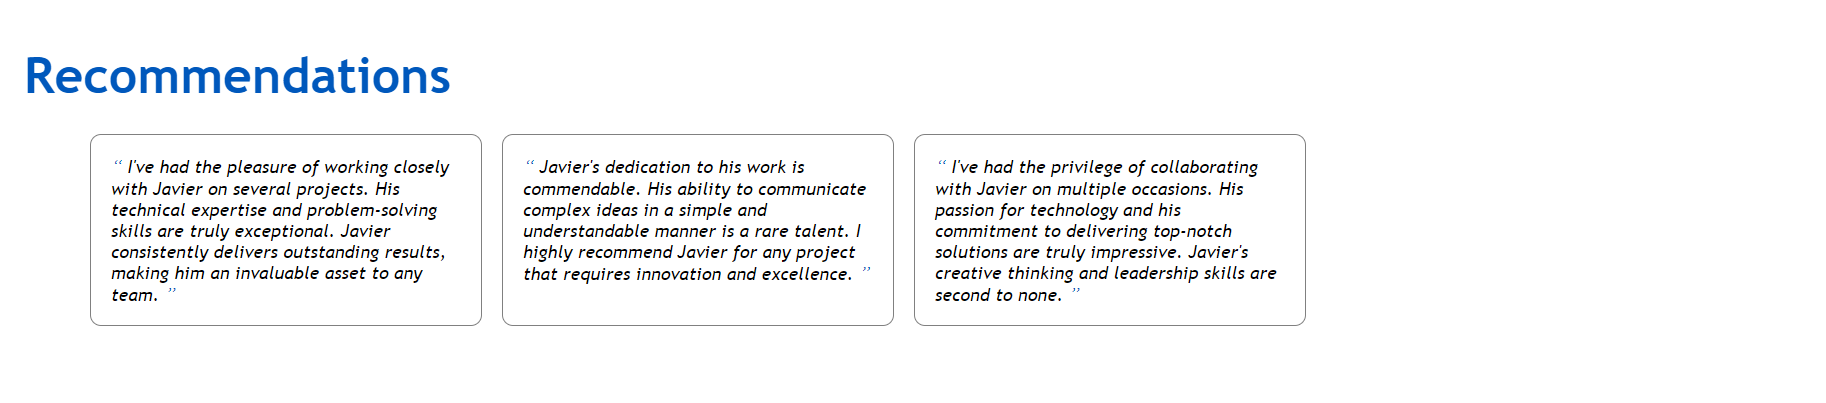 Recommendations
“ I've had the pleasure of working closely
with Javier on several projects. His
technical expertise and problem-solving
skills are truly exceptional. Javier
consistently delivers outstanding results,
making him an invaluable asset to any
team. ”
“ Javier's dedication to his work is
commendable. His ability to communicate
complex ideas in a simple and
understandable manner is a rare talent. I
highly recommend Javier for any project
that requires innovation and excellence. ”
“ I've had the privilege of collaborating
with Javier on multiple occasions. His
passion for technology and his
commitment to delivering top-notch
solutions are truly impressive. Javier's
creative thinking and leadership skills are
second to none. ”